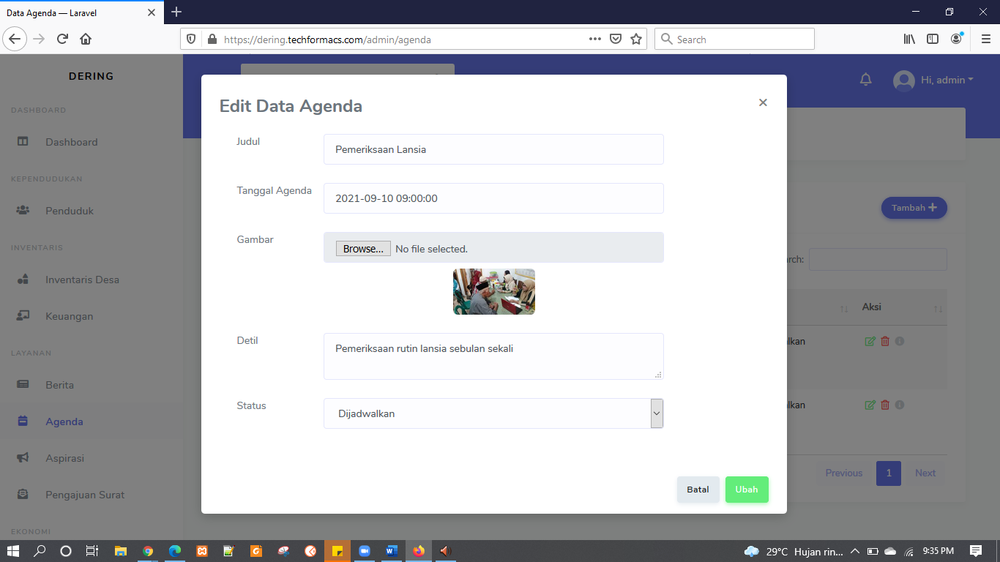 Data Agenda — Laravel
https://dering.techformacs.com/admin/agenda
Search
DERING
Hi, admin
DASHBOARD
Dashboard
KEPENDUDUKAN
Penduduk
INVENTARIS
Inventaris Desa
Keuangan
LAYANAN
Berita
Agenda
Aspirasi
Pengajuan Surat
EKONOMI
Edit Data Agenda
×
Judul
Pemeriksaan Lansia
Tanggal Agenda
2021-09-10 09:00:00
Gambar
Browse... No file selected.
Detil
Pemeriksaan rutin lansia sebulan sekali
Status
Dijadwalkan
Batal
Ubah
Tambah
rch:
Aksi
alkan
alkan
Previous
1
Next
29°C Hujan rin...
9:35 PM